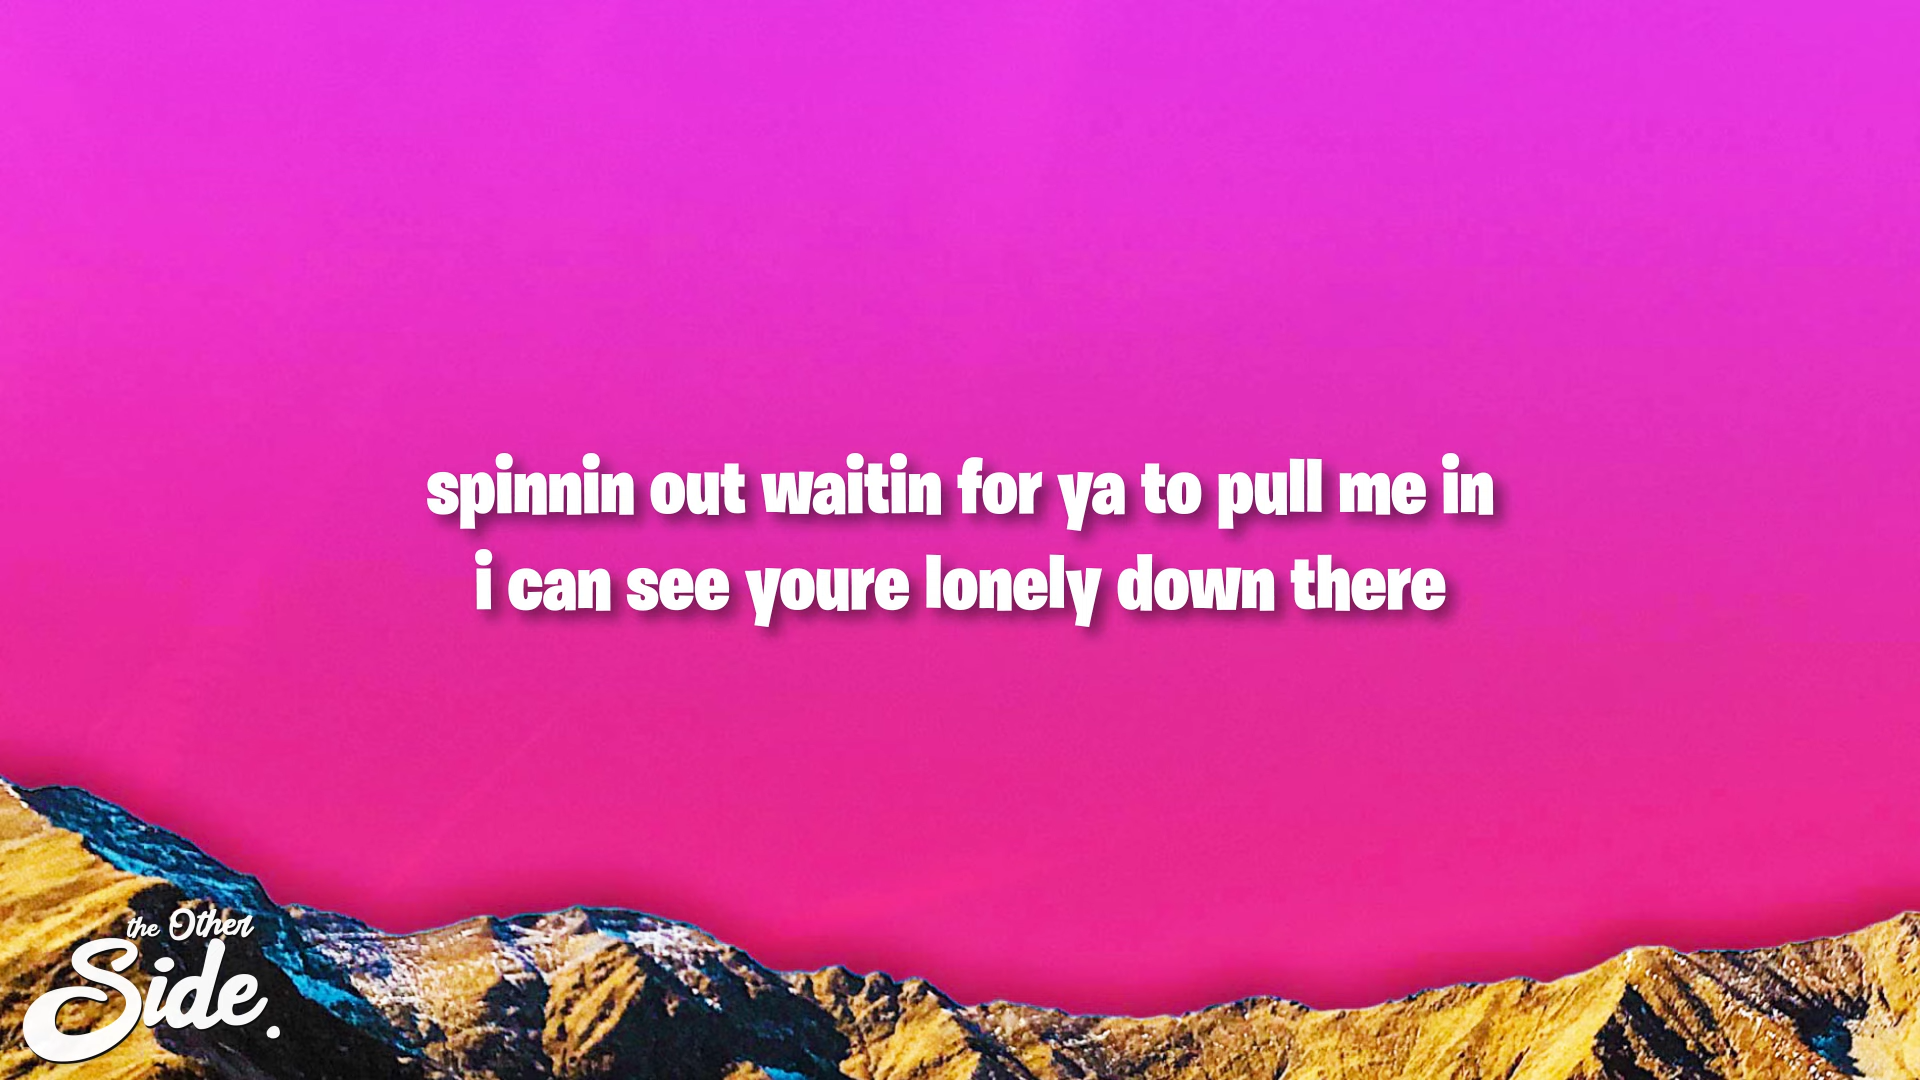 spinnin out waitin for ya to pull me in
i can see youre lonely down there
the Other
Side.